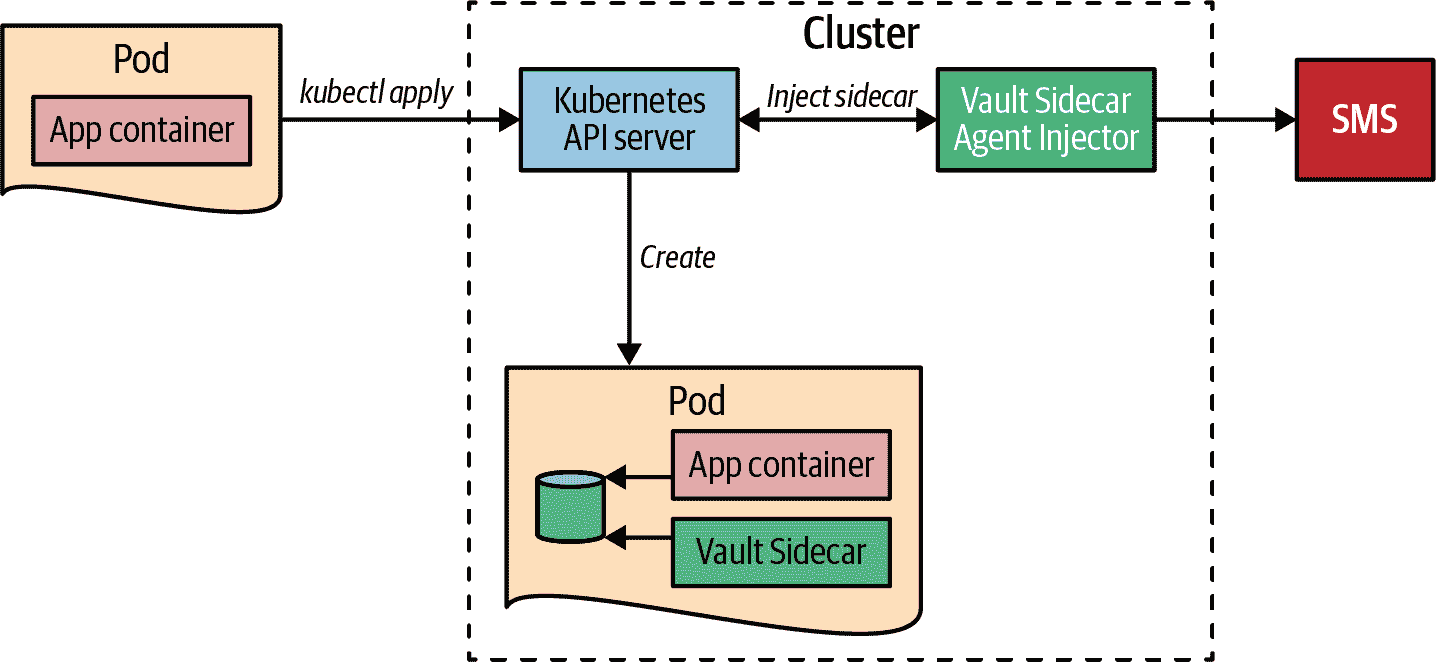 Cluster
Pod
App container
kubectl apply
Kubernetes
API server
Inject sidecar
Vault Sidecar
Agent Injector
SMS
Create
Pod
App container
Vault Sidecar